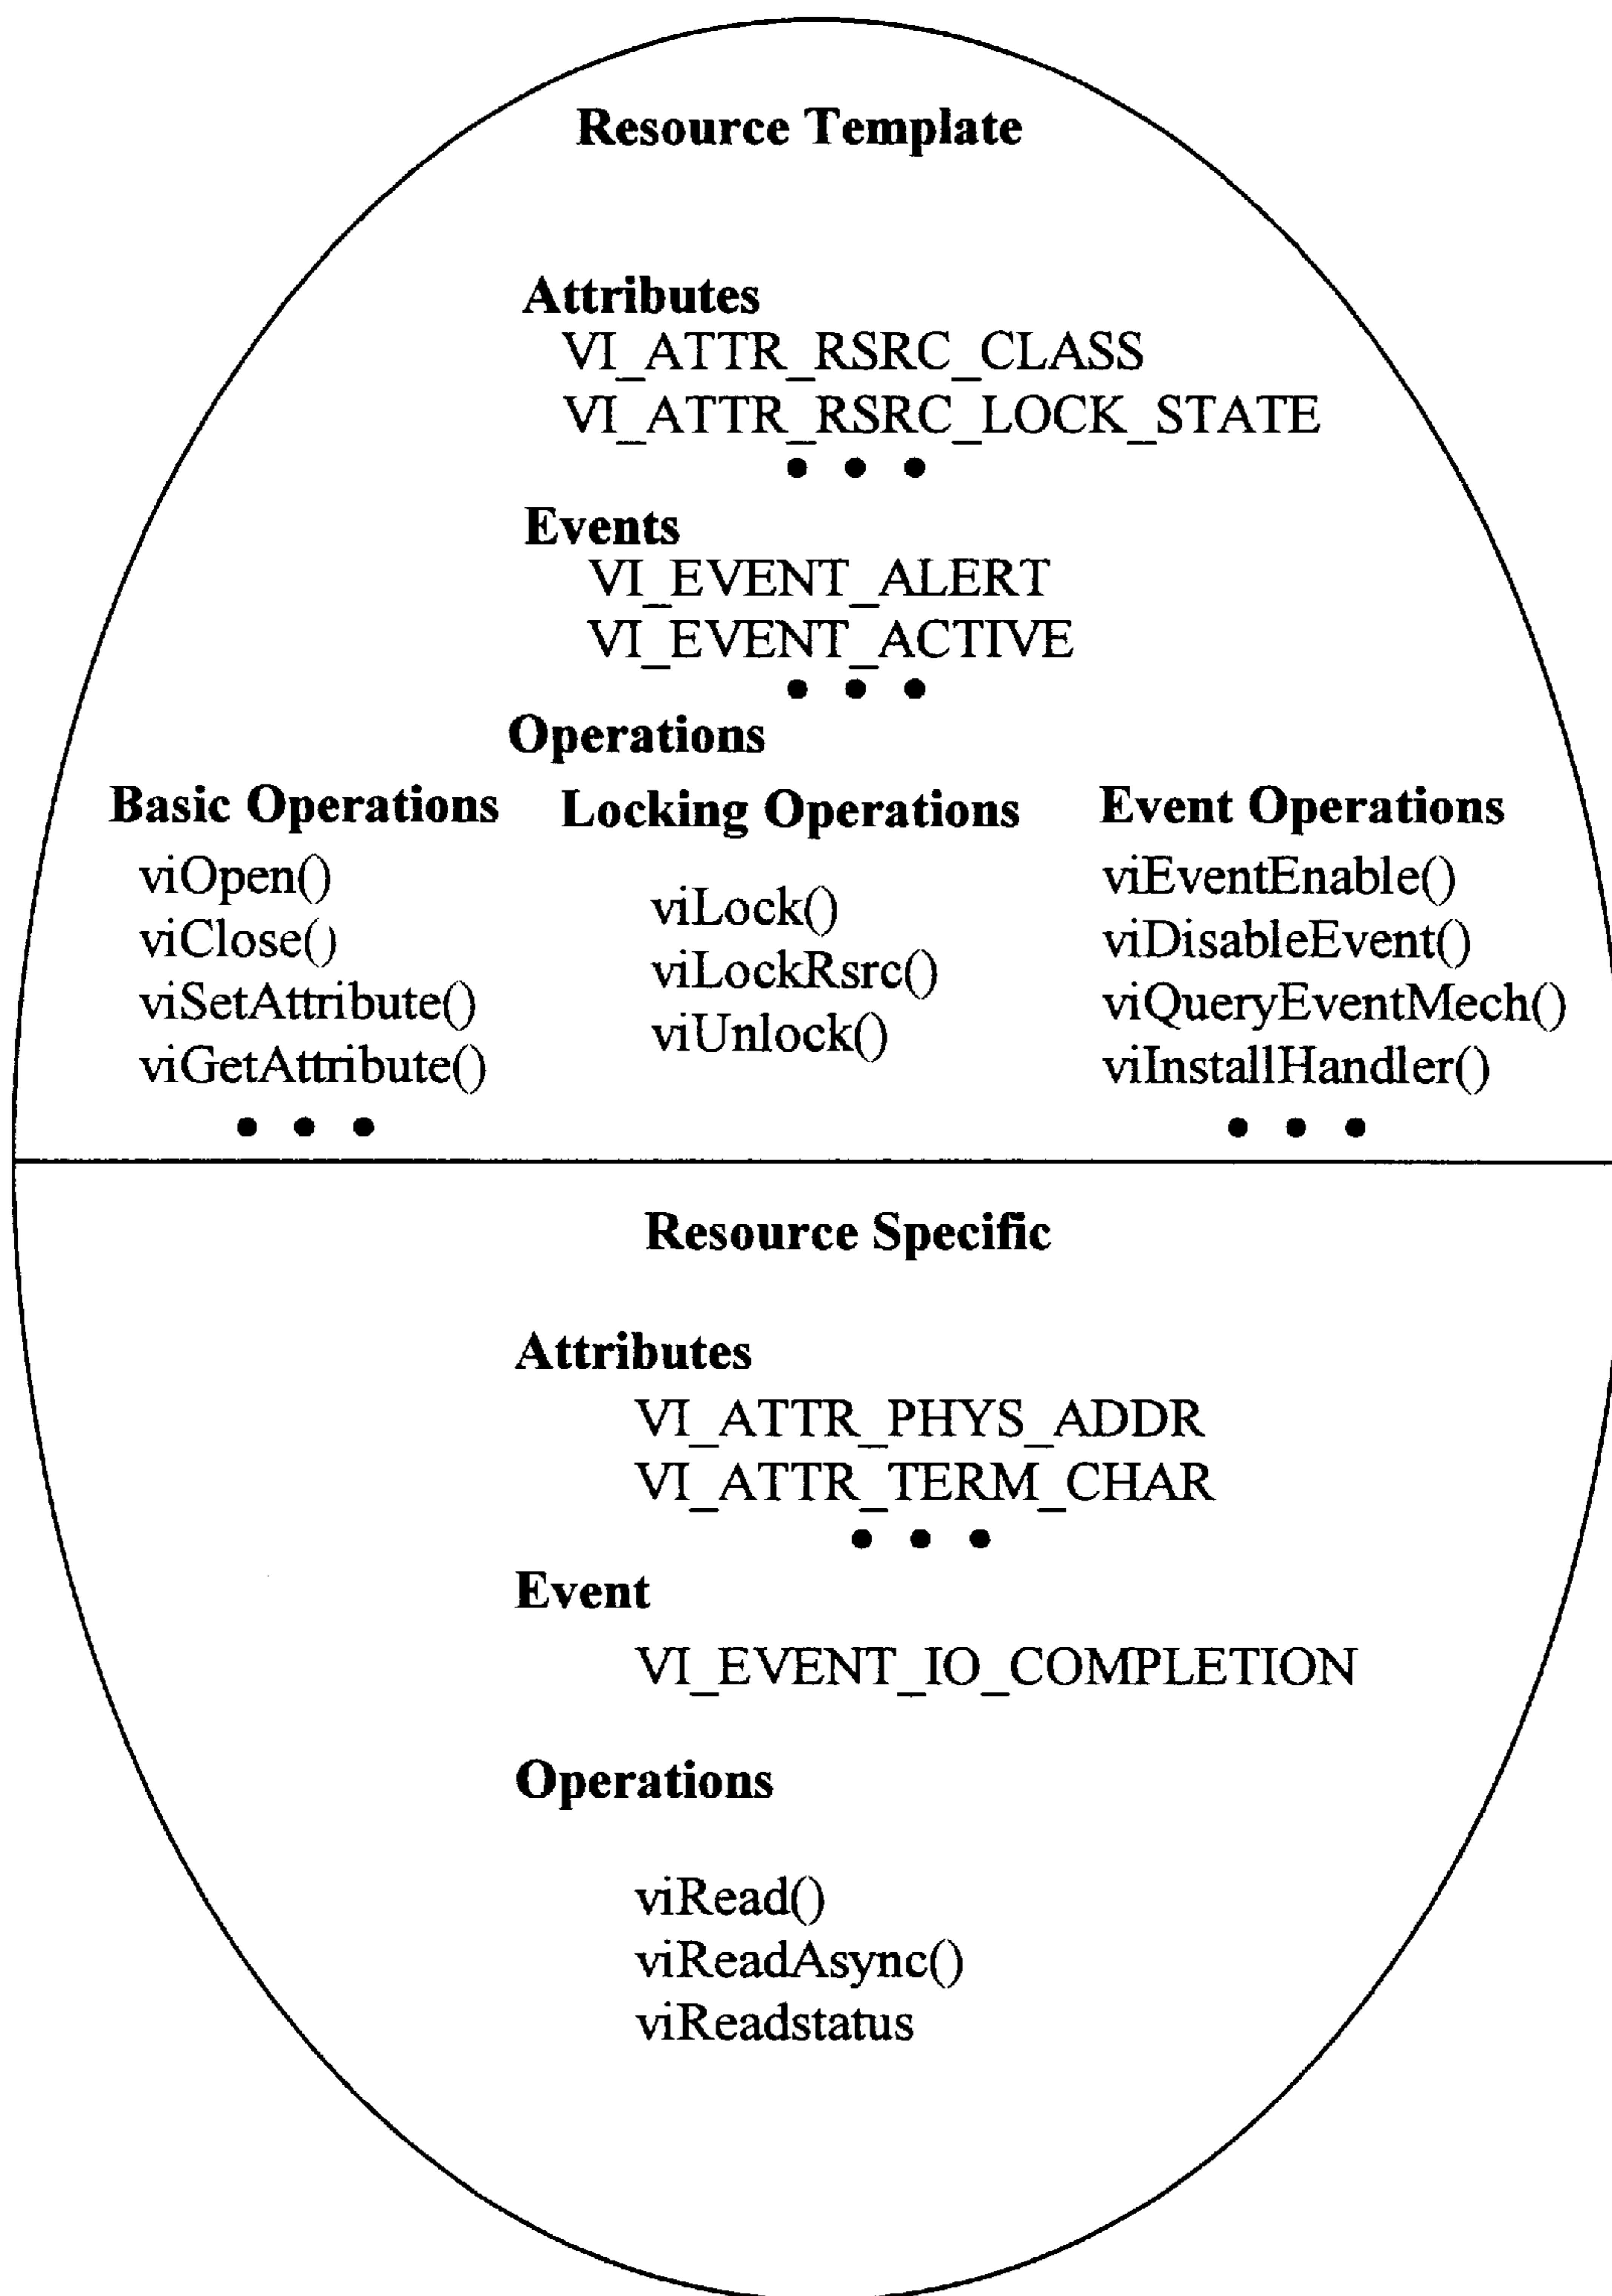 Resource Template
Attributes
VI_ATTR_RSRC_CLASS
VI_ATTR_RSRC_LOCK_STATE
• • •
Events
VI_EVENT_ALERT
VI_EVENT_ACTIVE
• • •
Operations
Basic Operations
viOpen()
viClose()
viSetAttribute()
viGetAttribute()
• • •
Locking Operations
viLock()
viLockRsrc()
viUnlock()
Event Operations
viEventEnable()
viDisableEvent()
viQueryEventMech()
viInstallHandler()
• • •
Resource Specific
Attributes
VI_ATTR_PHYS_ADDR
VI_ATTR_TERM_CHAR
• • •
Event
VI_EVENT_IO_COMPLETION
Operations
viRead()
viReadAsync()
viReadstatus